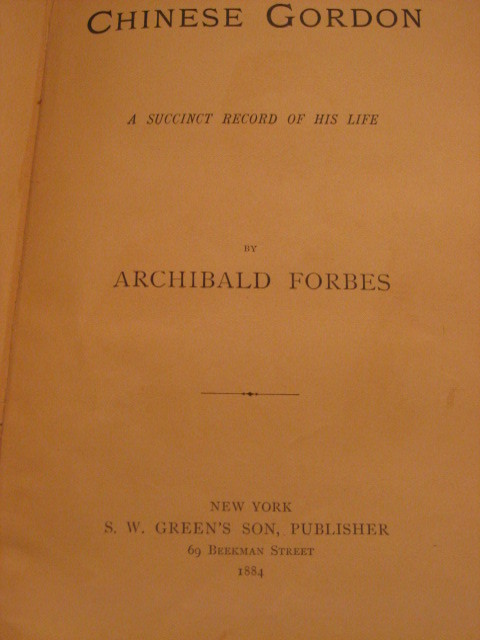 CHINESE GORDON
A SUCCINCT RECORD OF HIS LIFE
BY
ARCHIBALD FORBES
NEW YORK
S. W. GREEN'S SON, PUBLISHER
69 BEEKMAN STREET
1884